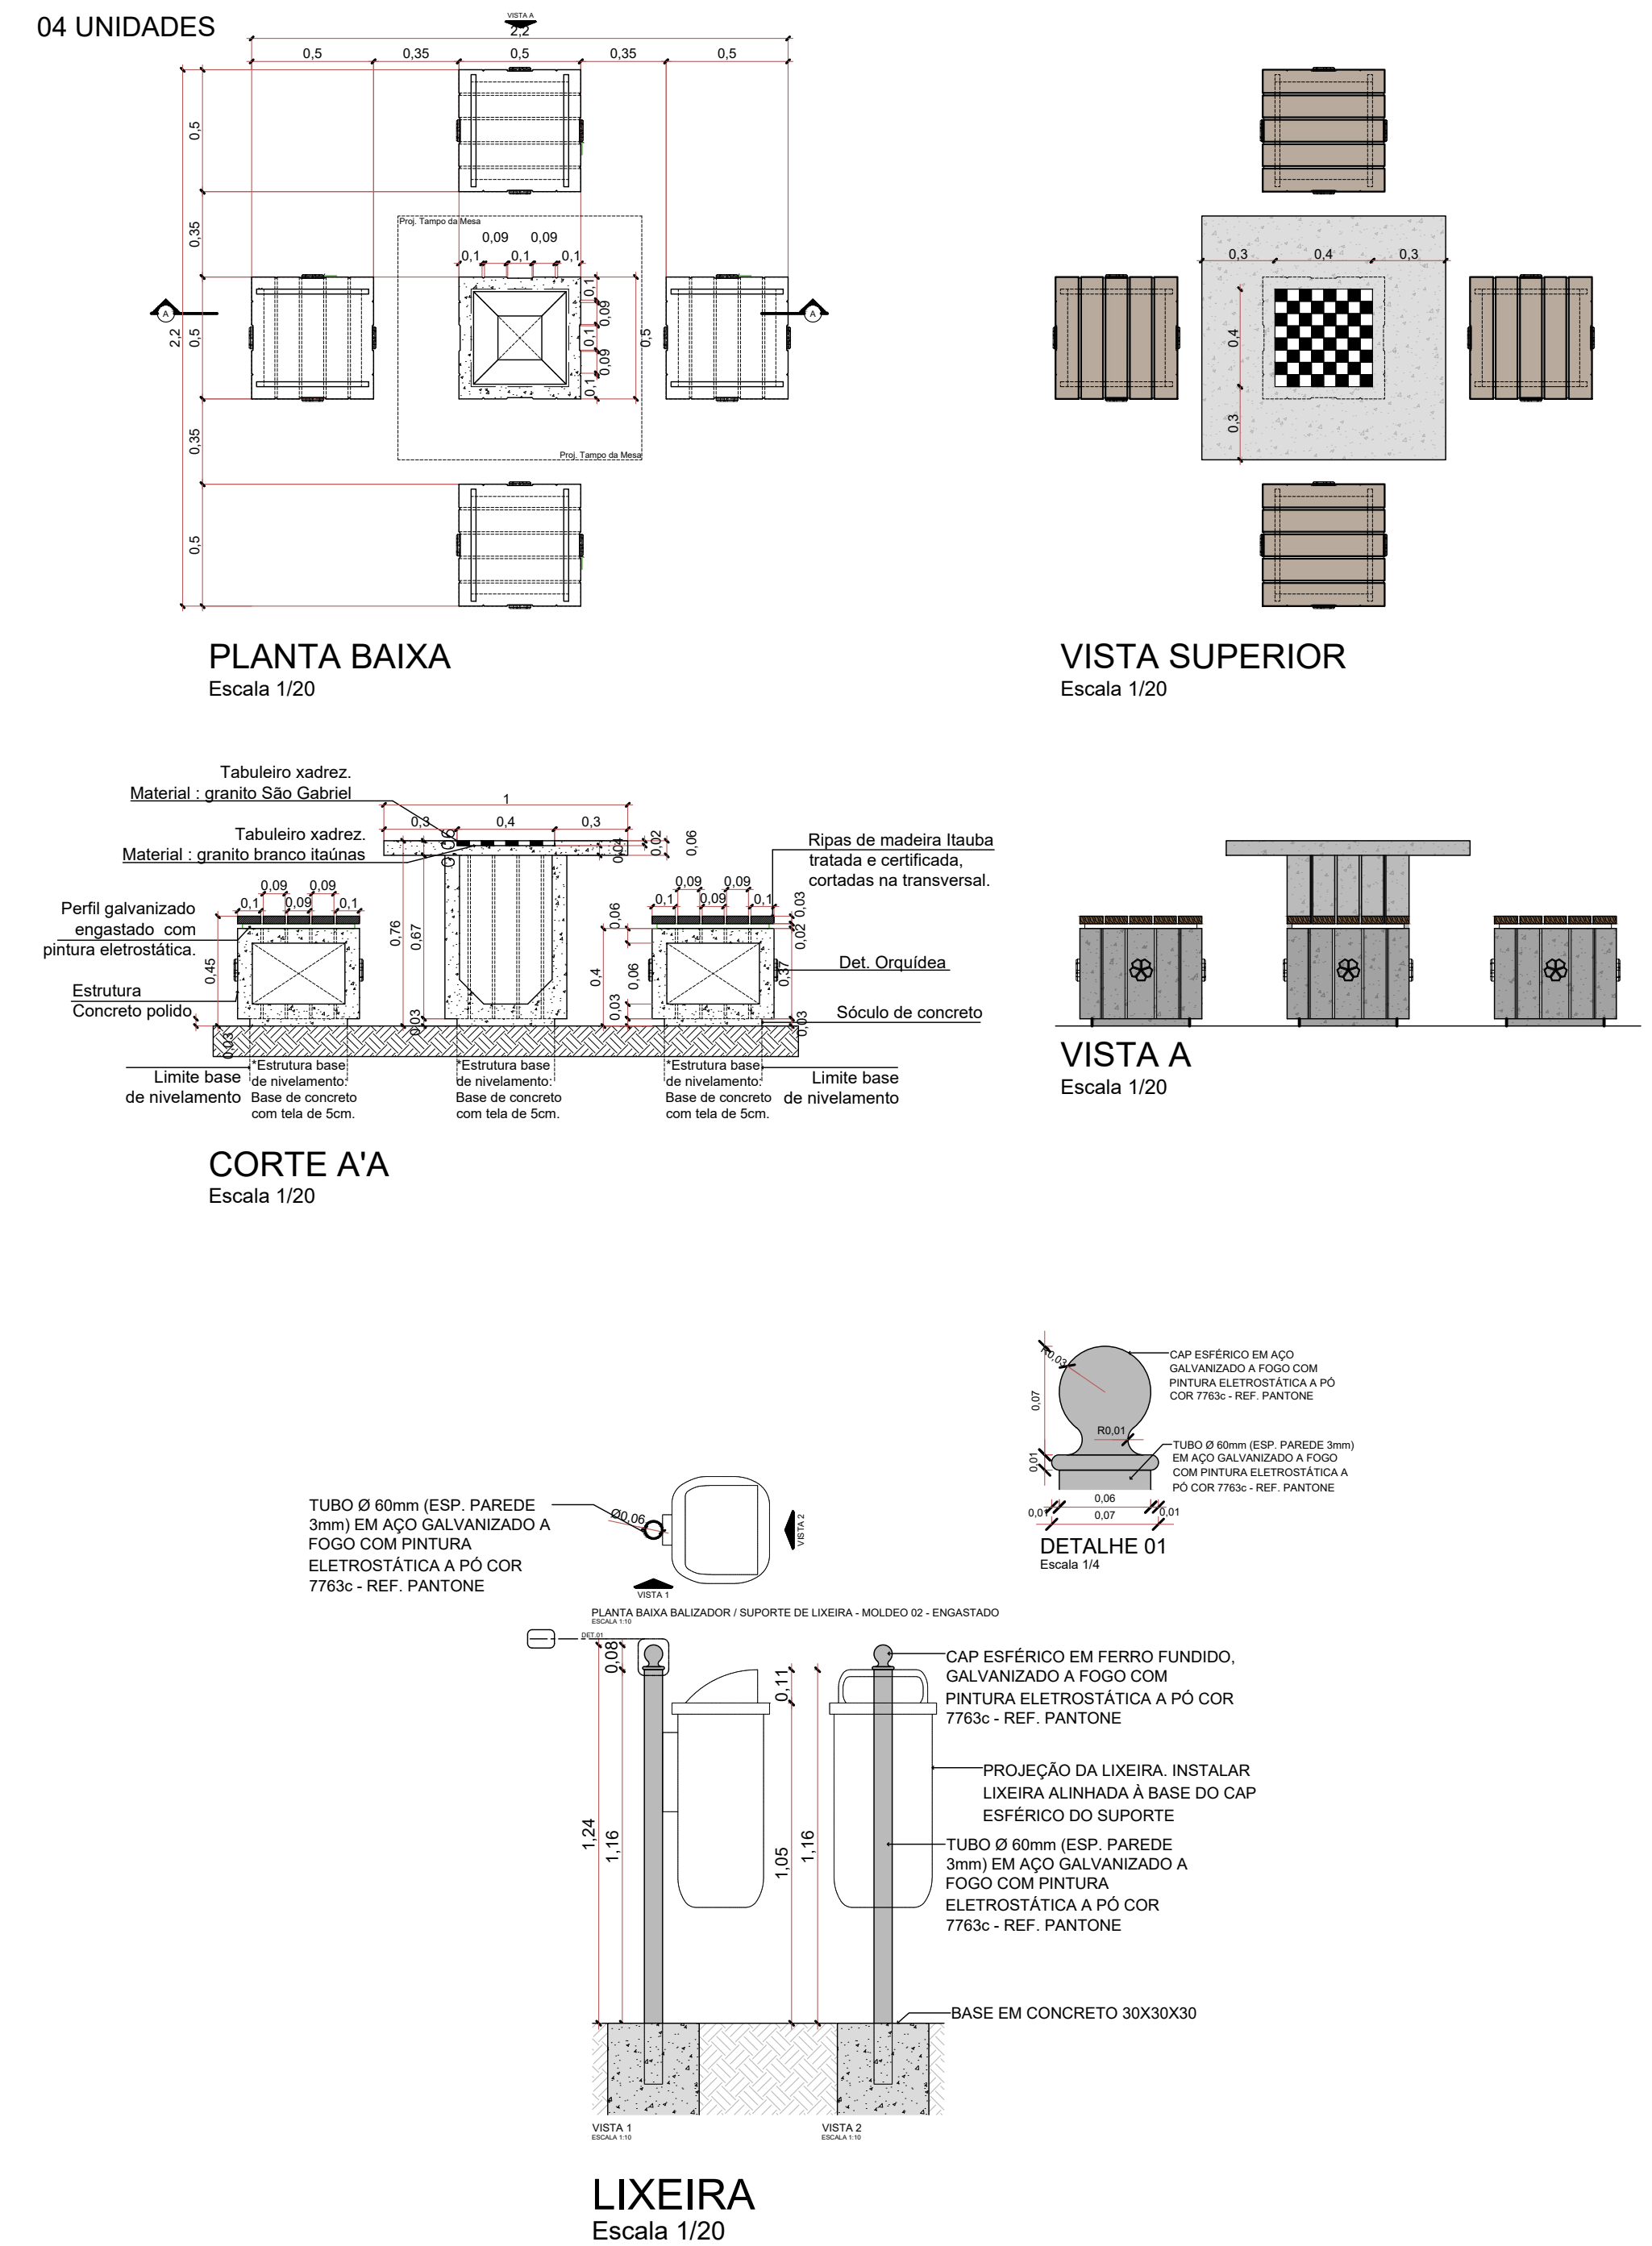 04 UNIDADES
VISTA A
2,2
0,5
0,35
0,5
0,35
0,5
2,2
0,5
0,35
0,5
0,35
0,5
Proj. Tampo da Mesa
0,09
0,09
0,1
0,1
0,1
0,1
0,09
0,1
0,09
0,1
0,5
Proj. Tampo da Mesa
A
A
0,3
0,4
0,3
0,4
0,3
PLANTA BAIXA
Escala 1/20
VISTA SUPERIOR
Escala 1/20
Tabuleiro xadrez.
Material : granito São Gabriel
Tabuleiro xadrez.
Material : granito branco itaúnas
Perfil galvanizado
engastado com
pintura eletrostática.
Estrutura
Concreto polido.
Limite base
de nivelamento
1
0,3
0,4
0,3
0,06
0,04
0,02
0,06
0,09
0,09
0,1
0,09
0,1
0,45
0,03
0,76
0,67
0,03
0,09
0,09
0,1
0,09
0,1
0,06
0,4
0,06
0,03
0,03
0,02
0,37
0,03
Ripas de madeira Itauba
tratada e certificada,
cortadas na transversal.
Det. Orquídea
Sóculo de concreto
Limite base
de nivelamento
*Estrutura base
de nivelamento:
Base de concreto
com tela de 5cm.
*Estrutura base
de nivelamento:
Base de concreto
com tela de 5cm.
*Estrutura base
de nivelamento:
Base de concreto
com tela de 5cm.
CORTE A'A
Escala 1/20
VISTA A
Escala 1/20
R0,03
0,07
R0,01
0,01
0,06
0,01
0,07
0,01
CAP ESFÉRICO EM AÇO
GALVANIZADO A FOGO COM
PINTURA ELETROSTÁTICA A PÓ
COR 7763c - REF. PANTONE
TUBO Ø 60mm (ESP. PAREDE 3mm)
EM AÇO GALVANIZADO A FOGO
COM PINTURA ELETROSTÁTICA A
PÓ COR 7763c - REF. PANTONE
DETALHE 01
Escala 1/4
TUBO Ø 60mm (ESP. PAREDE
3mm) EM AÇO GALVANIZADO A
FOGO COM PINTURA
ELETROSTÁTICA A PÓ COR
7763c - REF. PANTONE
Ø0,06
VISTA 2
VISTA 1
PLANTA BAIXA BALIZADOR / SUPORTE DE LIXEIRA - MOLDEO 02 - ENGASTADO
ESCALA 1:10
DET.01
0,08
1,24
1,16
0,11
1,05
1,16
CAP ESFÉRICO EM FERRO FUNDIDO,
GALVANIZADO A FOGO COM
PINTURA ELETROSTÁTICA A PÓ COR
7763c - REF. PANTONE
PROJEÇÃO DA LIXEIRA. INSTALAR
LIXEIRA ALINHADA À BASE DO CAP
ESFÉRICO DO SUPORTE
TUBO Ø 60mm (ESP. PAREDE
3mm) EM AÇO GALVANIZADO A
FOGO COM PINTURA
ELETROSTÁTICA A PÓ COR
7763c - REF. PANTONE
BASE EM CONCRETO 30X30X30
VISTA 1
ESCALA 1:10
VISTA 2
ESCALA 1:10
LIXEIRA
Escala 1/20